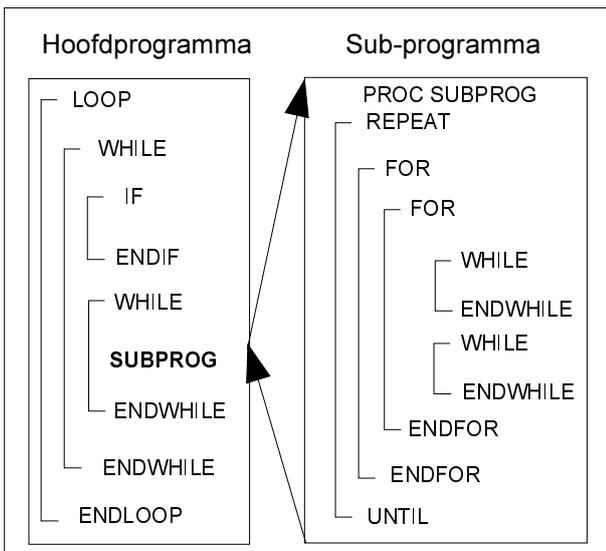 Hoofdprogramma
LOOP
WHILE
IF
ENDIF
WHILE
SUBPROG
ENDWHILE
ENDWHILE
ENDLOOP
Sub-programma
PROC SUBPROG
REPEAT
FOR
FOR
WHILE
ENDWHILE
WHILE
ENDWHILE
ENDFOR
ENDFOR
UNTIL